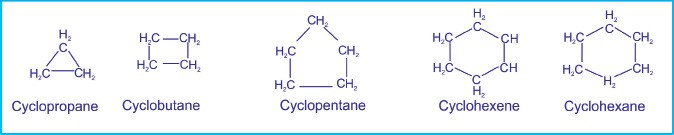 H₂
C
H₂C CH₂
Cyclopropane
H₂C CH₂
H₂C CH₂
Cyclobutane
CH₂
H₂C CH₂
H₂C CH₂
Cyclopentane
H₂
C
H₂C CH
H₂C CH
C
H₂
Cyclohexene
H₂
C
H₂C CH₂
H₂C CH₂
C
H₂
Cyclohexane